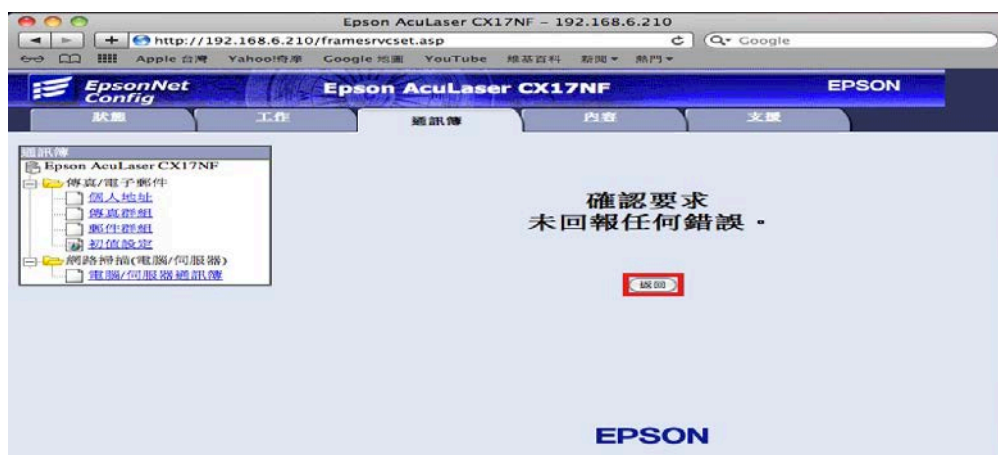 Epson AcuLaser CX17NF – 192.168.6.210
http://192.168.6.210/framesrvcset.asp
Google
Apple 台灣 Yahoo!奇摩 Google 地圖 YouTube 維基百科 新聞 熱門
EpsonNet
Config
Epson AcuLaser CX17NF
EPSON
狀態 工作 通訊簿 內容 支援
通訊簿
Epson AcuLaser CX17NF
傳真/電子郵件
個人地址
傳真群組
郵件群組
初值設定
網路掃描(電腦/伺服器)
電腦/伺服器通訊簿
確認要求
未回報任何錯誤。
返回
EPSON